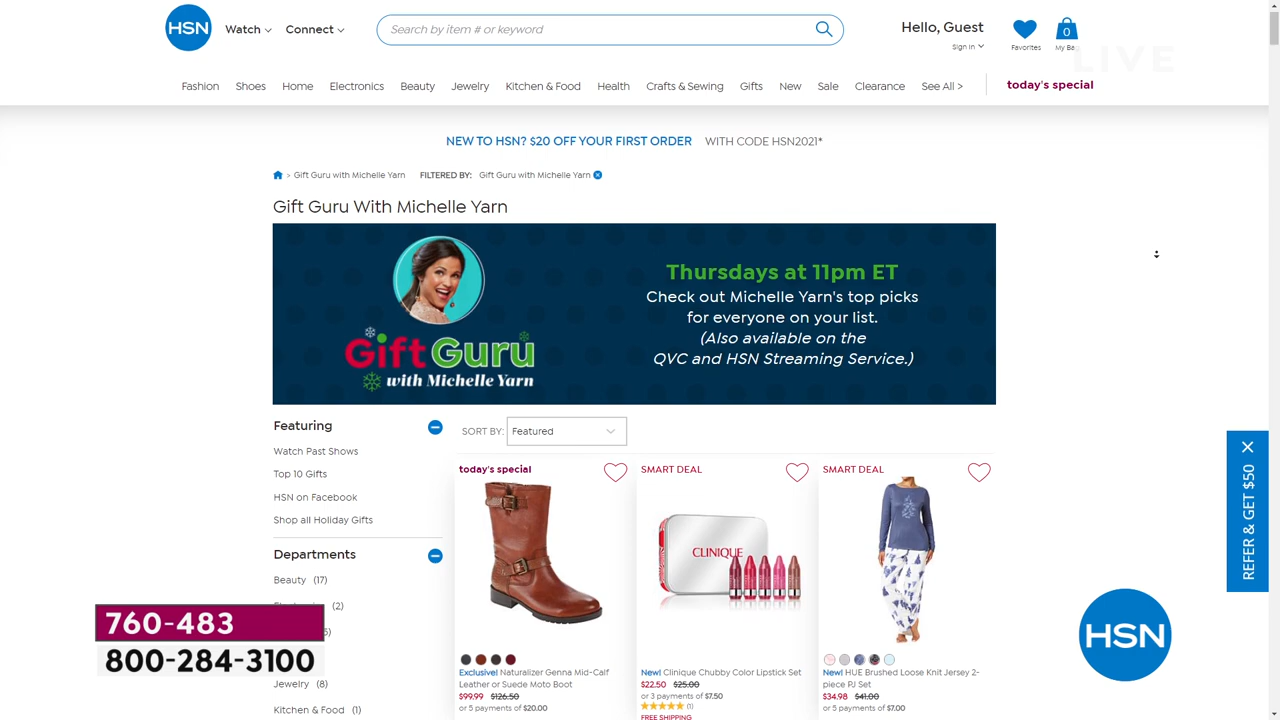 HSN
Watch
Connect
Search by item # or keyword
Hello, Guest
Sign In
Favorites
0
My Ba
LIVE
Fashion
Shoes
Home
Electronics
Beauty
Jewelry
Kitchen & Food
Health
Crafts & Sewing
Gifts
New
Sale
Clearance
See All >
today's special
NEW TO HSN? $20 OFF YOUR FIRST ORDER WITH CODE HSN2021*
> Gift Guru with Michelle Yarn FILTERED BY: Gift Guru with Michelle Yarn
Gift Guru With Michelle Yarn
Gift Guru
with Michelle Yarn
Thursdays at 11pm ET
Check out Michelle Yarn's top picks
for everyone on your list.
(Also available on the
QVC and HSN Streaming Service.)
Featuring
Watch Past Shows
Top 10 Gifts
HSN on Facebook
Shop all Holiday Gifts
Departments
Beauty (17)
(2)
760-483
800-284-3100
Jewelry (8)
Kitchen & Food (1)
SORT BY: Featured
today's special
Exclusive! Naturalizer Genna Mid-Calf
Leather or Suede Moto Boot
$99.99 $126.50
or 5 payments of $20.00
SMART DEAL
CLINIQUE
New! Clinique Chubby Color Lipstick Set
$22.50 $25.00
or 3 payments of $7.50
(1)
FREE SHIPPING
SMART DEAL
New! HUE Brushed Loose Knit Jersey 2-
piece PJ Set
$34.98 $41.00
or 5 payments of $7.00
REFER & GET $50
HSN